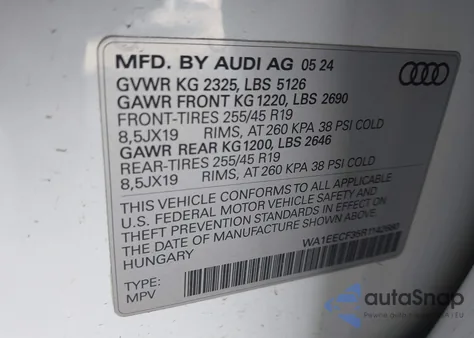 MFD. BY AUDI AG 05 24
GVWR KG 2325, LBS 5126
GAWR FRONT KG 1220, LBS 2690
FRONT-TIRES 255/45 R19
8,5JX19 RIMS, AT 260 KPA 38 PSI COLD
GAWR REAR KG 1200, LBS 2646
REAR-TIRES 255/45 R19
8,5JX19 RIMS, AT 260 KPA 38 PSI COLD
THIS VEHICLE CONFORMS TO ALL APPLICABLE
U.S. FEDERAL MOTOR VEHICLE SAFETY AND
THEFT PREVENTION STANDARDS IN EFFECT ON
THE DATE OF MANUFACTURE SHOWN ABOVE.
HUNGARY
TYPE:
MPV
autoSnap